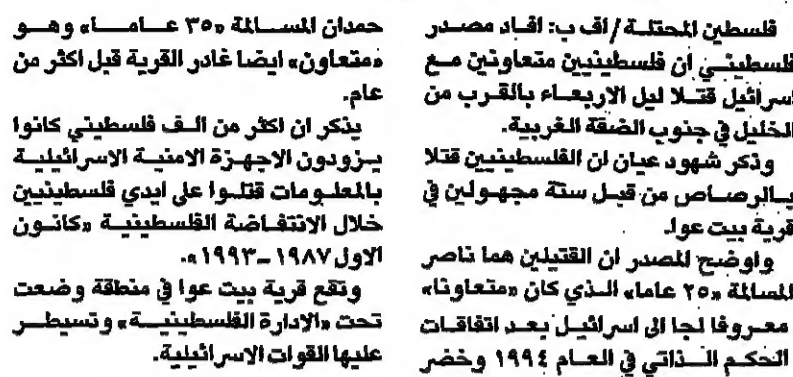 فلسطين المحتلة/اف ب: افاد مصدر
فلسطيني ان فلسطينيين متعاونين مع
اسرائيل قتلا ليل الاربعاء بالقرب من
الخليل في جنوب الضفة الغربية.
وذكر شهود عيان ان الفلسطينيين قتلا
بالرصاص من قبل ستة مجهولين في
قرية بيت عوا.
واوضح المصدر ان القتيلين هما ناصر
المسالمة «٢٥ عاما» الذي كان «متعاونا»
معروفا لجا الى اسرائيل بعد اتفاقات
الحكم الذاتي في العام ١٩٩٤ وخضر
حمدان المسالمة «٣٥ عاما» وهو
«متعاون» ايضا غادر القرية قبل اكثر من
عام.
يذكر ان اكثر من الف فلسطيني كانوا
يزودون الاجهزة الامنية الاسرائيلية
بالمعلومات قتلوا على ايدي فلسطينيين
خلال الانتفاضة الفلسطينية «كانون
الاول ١٩٨٧ -١٩٩٣».
وتقع قرية بيت عوا في منطقة وضعت
تحت «الادارة الفلسطينية» وتسيطر
عليها القوات الاسرائيلية.